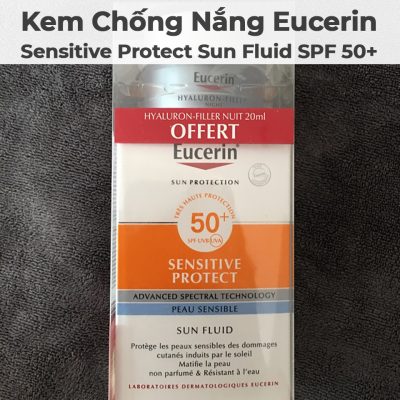 Kem Chống Nắng Eucerin
Sensitive Protect Sun Fluid SPF 50+
Eucerin®
HYALURON-FILLER
NIGHT
HYALURON-FILLER NUIT 20ml
OFFERT
Eucerin®
SUN PROTECTION
TRÈS HAUTE PROTECTION
50+
SPF·UVB UVA
SENSITIVE
PROTECT
ADVANCED SPECTRAL TECHNOLOGY
PEAU SENSIBLE
SUN FLUID
Protège les peaux sensibles des dommages
cutanés induits par le soleil
Matifie la peau
non parfumé & Résistant à l'eau
LABORATOIRES DERMATOLOGIQUES EUCERIN